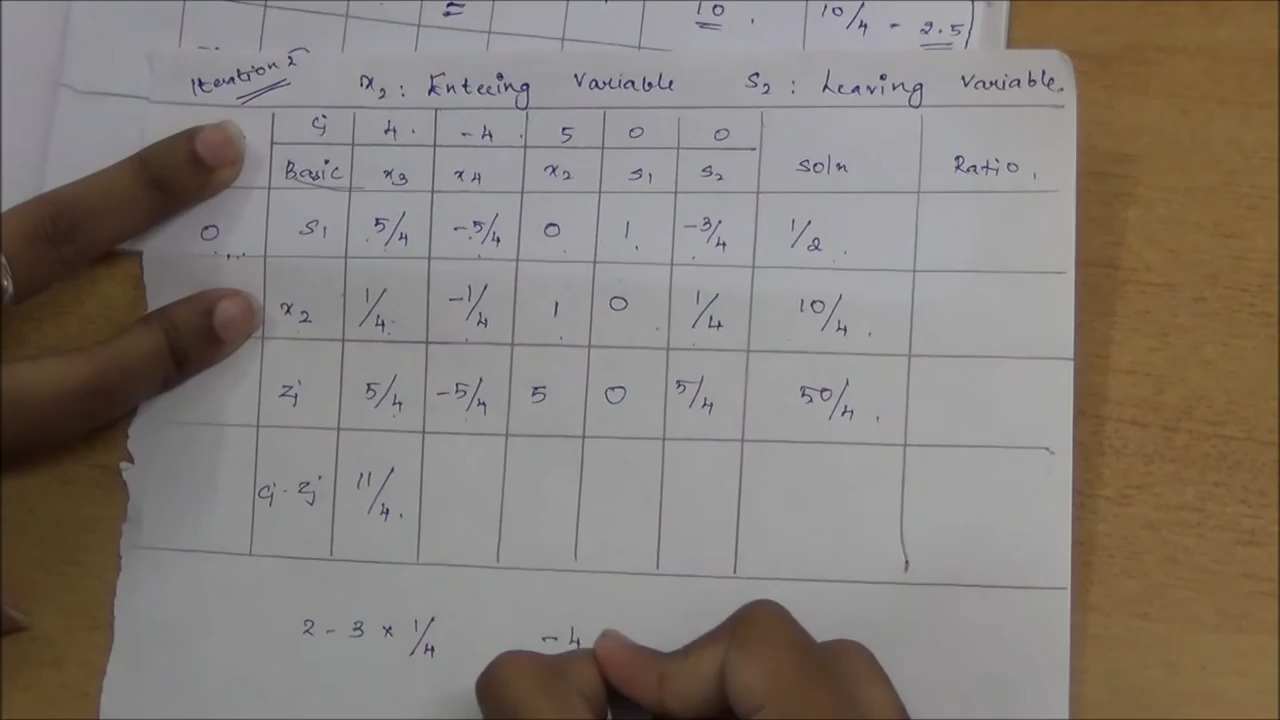 10 . 10/4 = 2.5
Iteration 2 x2 : Entering Variable S2 : Leaving Variable.
Cj 4 -4 5 0 0
Basic x3 x4 x2 S1 S2 Soln Ratio
0 S1 5/4 -5/4 0 1 -3/4 1/2
x2 1/4 -1/4 1 0 1/4 10/4
Zj 5/4 -5/4 5 0 5/4 50/4
Cj - Zj 11/4
2 - 3 × 1/4 -4